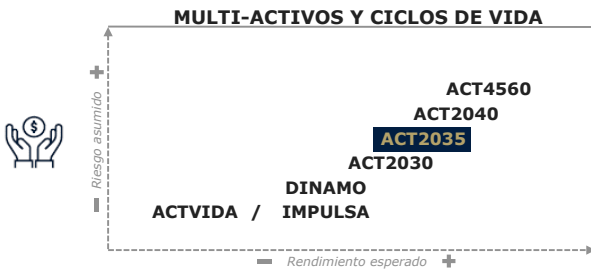 MULTI-ACTIVOS Y CICLOS DE VIDA
+
Riesgo asumido
−
$
ACT4560
ACT2040
ACT2035
ACT2030
DINAMO
ACTVIDA / IMPULSA
− Rendimiento esperado +